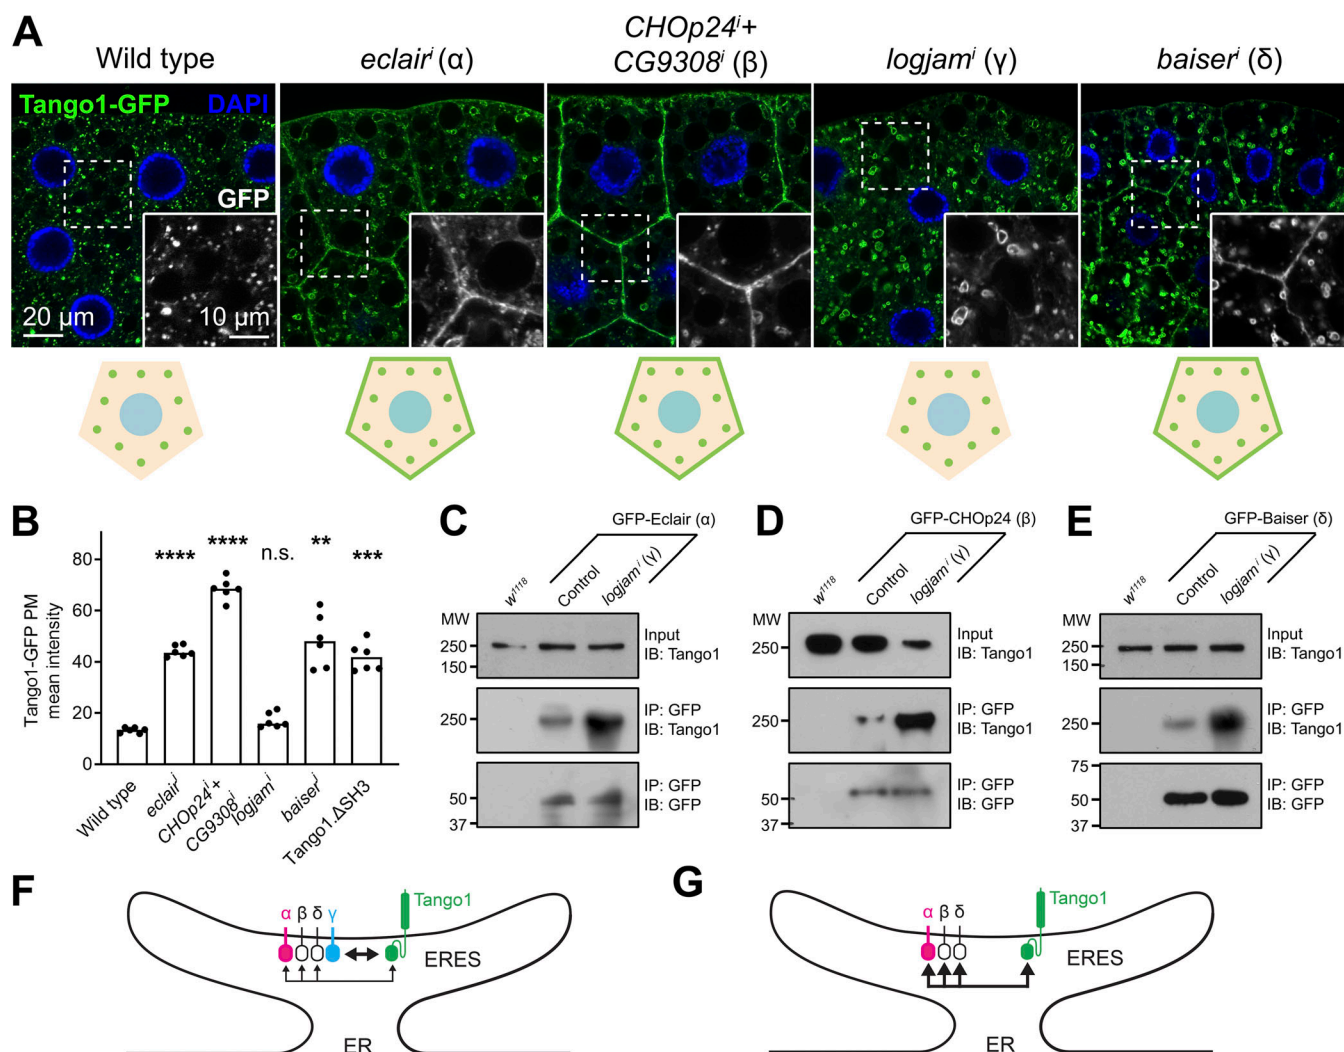 A
Wild type
eclairⁱ (α)
CHOp24ⁱ+
CG9308ⁱ (β)
logjamⁱ (γ)
baiserⁱ (δ)
Tango1-GFP DAPI
GFP
20 µm
10 µm
B
Tango1-GFP PM
mean intensity
80
60
40
20
0
****
****
n.s.
**
***
Wild type
eclairⁱ
CHOp24ⁱ+
CG9308ⁱ
logjamⁱ
baiserⁱ
Tango1.ΔSH3
C
GFP-Eclair (α)
w¹¹¹⁸
Control
logjamⁱ (γ)
MW
250
150
Input
IB: Tango1
250
IP: GFP
IB: Tango1
50
37
IP: GFP
IB: GFP
D
GFP-CHOp24 (β)
w¹¹¹⁸
Control
logjamⁱ (γ)
MW
250
Input
IB: Tango1
250
IP: GFP
IB: Tango1
50
37
IP: GFP
IB: GFP
E
GFP-Baiser (δ)
w¹¹¹⁸
Control
logjamⁱ (γ)
MW
250
150
Input
IB: Tango1
250
IP: GFP
IB: Tango1
75
50
37
IP: GFP
IB: GFP
F
α β δ γ
Tango1
ERES
ER
G
α β δ
Tango1
ERES
ER